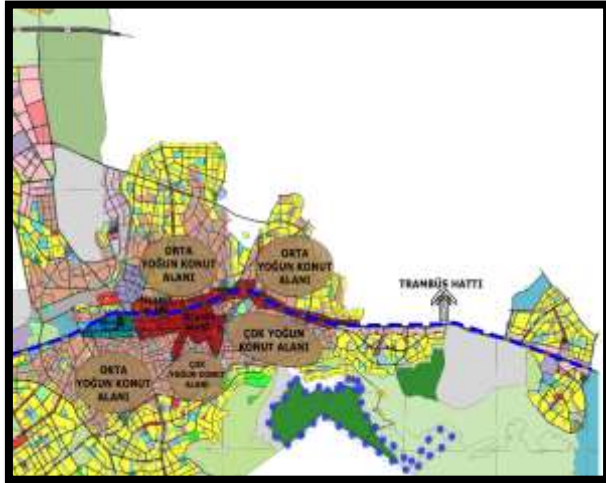 ORTA
YOĞUN KONUT
ALANI
ORTA
YOĞUN KONUT
ALANI
TRAMBÜS HATTI
ÇOK YOĞUN
KONUT ALANI
ORTA
YOĞUN KONUT
ALANI
ÇOK
YOĞUN KONUT
ALANI